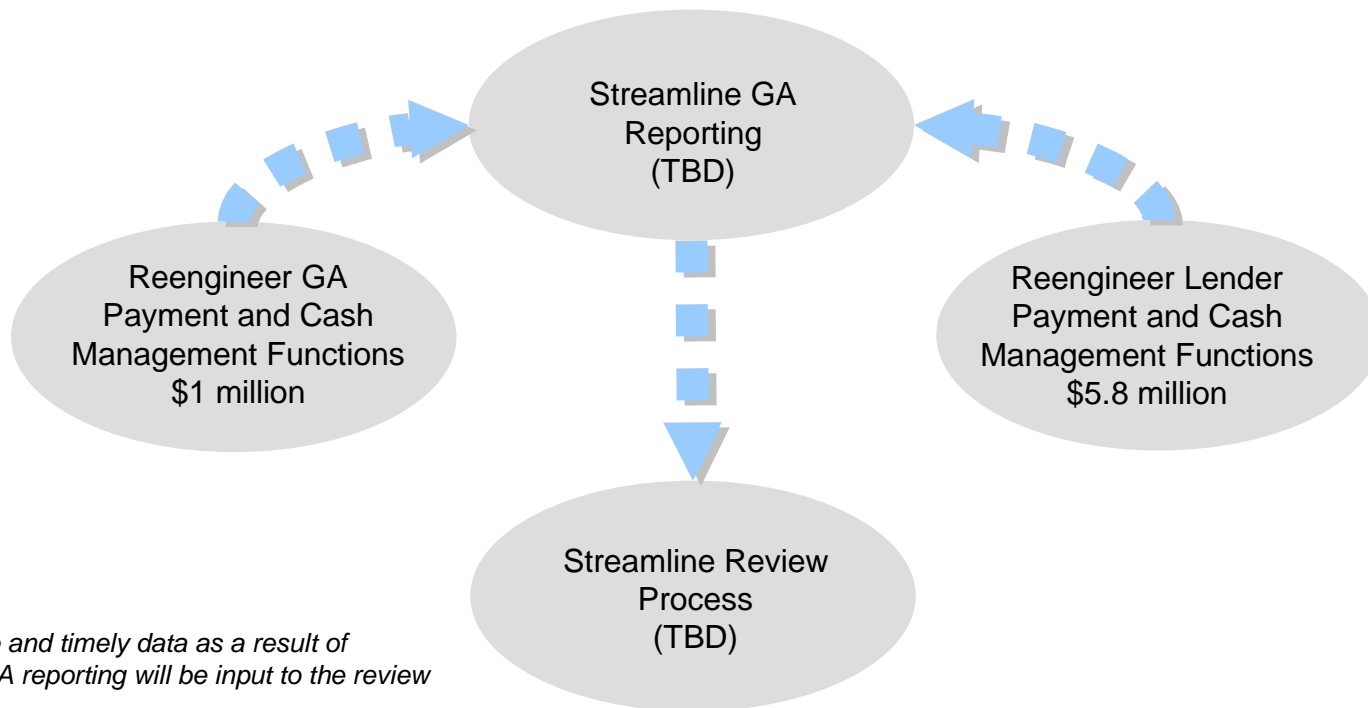 Streamline GA
Reporting
(TBD)
Reengineer GA
Payment and Cash
Management Functions
$1 million
Reengineer Lender
Payment and Cash
Management Functions
$5.8 million
Streamline Review
Process
(TBD)
and timely data as a result of
A reporting will be input to the review